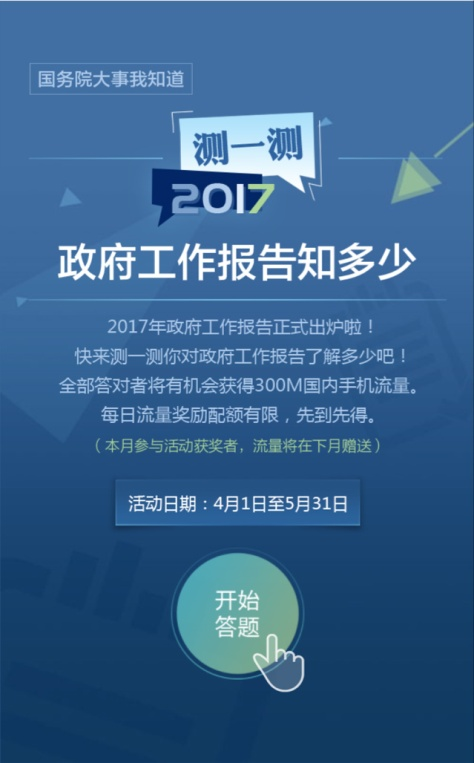 国务院大事我知道
测一测
2017
政府工作报告知多少
2017年政府工作报告正式出炉啦！
快来测一测你对政府工作报告了解多少吧！
全部答对者将有机会获得300M国内手机流量。
每日流量奖励配额有限，先到先得。
（本月参与活动获奖者，流量将在下月赠送）
活动日期：4月1日至5月31日
开始
答题